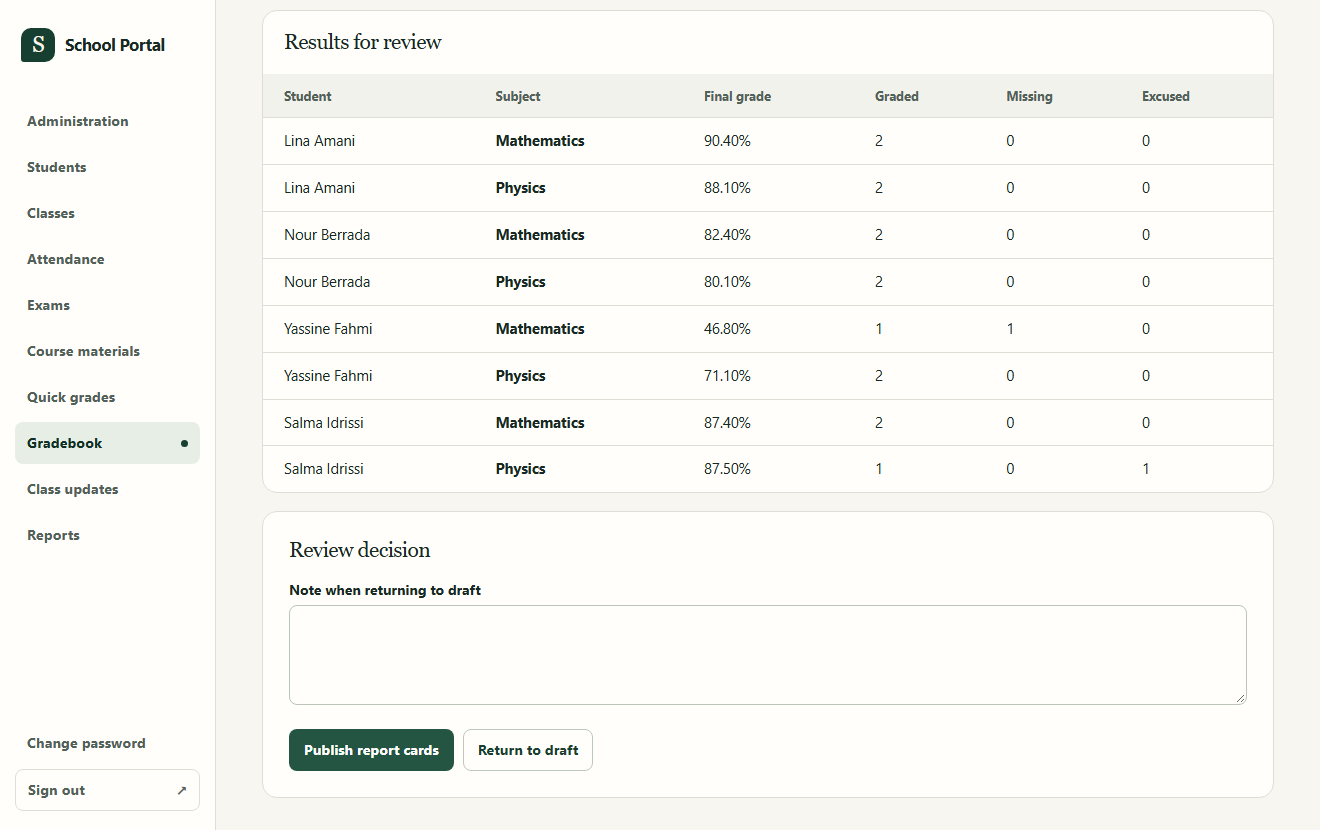 S School Portal
Administration
Students
Classes
Attendance
Exams
Course materials
Quick grades
Gradebook
Class updates
Reports
Change password
Sign out ↗
Results for review
Student Subject Final grade Graded Missing Excused
Lina Amani Mathematics 90.40% 2 0 0
Lina Amani Physics 88.10% 2 0 0
Nour Berrada Mathematics 82.40% 2 0 0
Nour Berrada Physics 80.10% 2 0 0
Yassine Fahmi Mathematics 46.80% 1 1 0
Yassine Fahmi Physics 71.10% 2 0 0
Salma Idrissi Mathematics 87.40% 2 0 0
Salma Idrissi Physics 87.50% 1 0 1
Review decision
Note when returning to draft
Publish report cards Return to draft